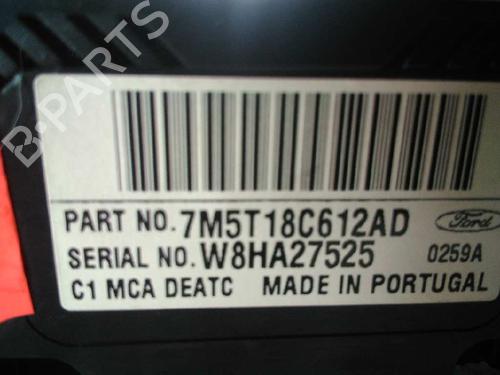 B-PARTS
PART NO. 7M5T18C612AD Ford
SERIAL NO. W8HA27525 0259A
C1 MCA DEATC MADE IN PORTUGAL